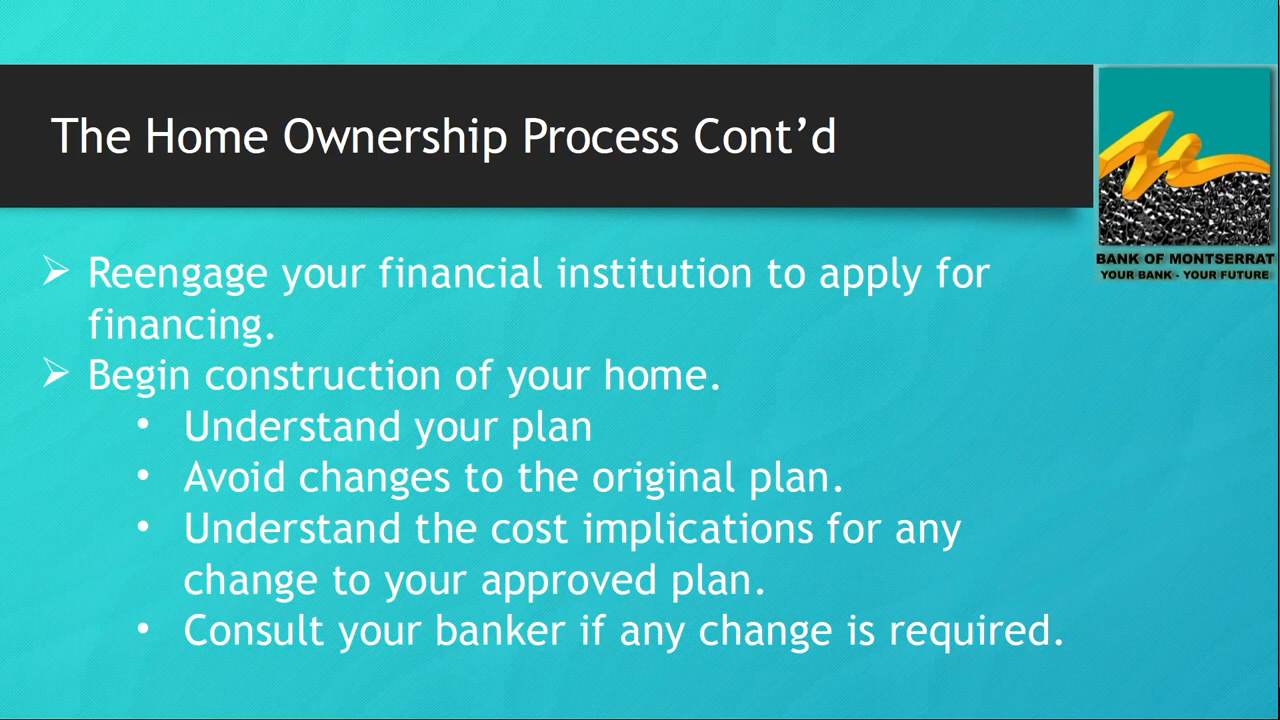 The Home Ownership Process Cont’d
BANK OF MONTSERRAT
YOUR BANK - YOUR FUTURE
➢ Reengage your financial institution to apply for
financing.
➢ Begin construction of your home.
• Understand your plan
• Avoid changes to the original plan.
• Understand the cost implications for any
change to your approved plan.
• Consult your banker if any change is required.